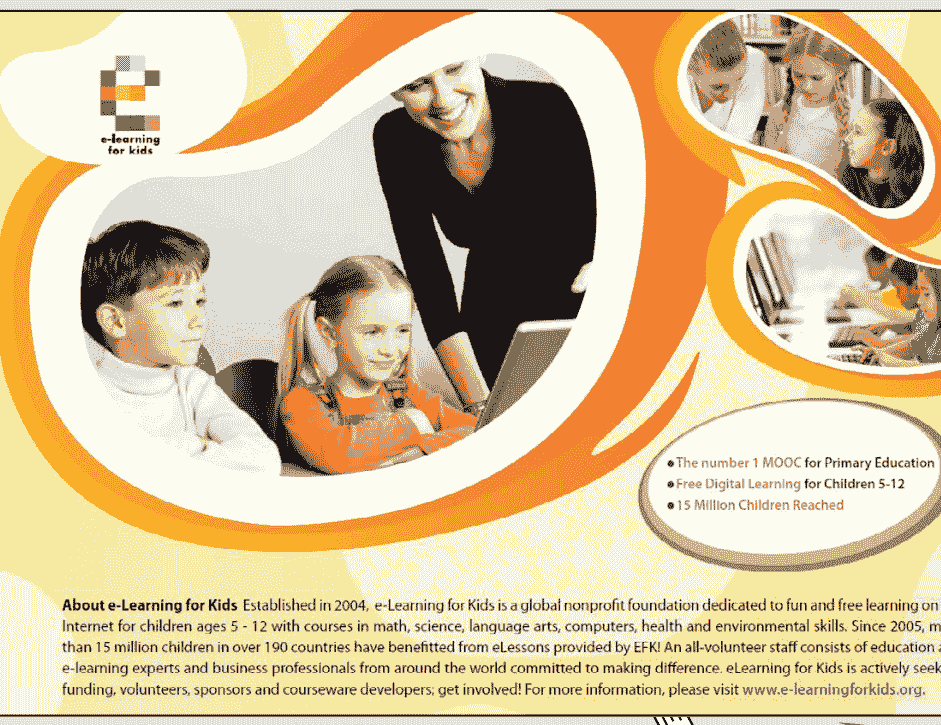 e-learning
for kids
The number 1 MOOC for Primary Education
Free Digital Learning for Children 5-12
15 Million Children Reached
About e-Learning for Kids Established in 2004, e-Learning for Kids is a global nonprofit foundation dedicated to fun and free learning on
Internet for children ages 5 - 12 with courses in math, science, language arts, computers, health and environmental skills. Since 2005,
than 15 million children in over 190 countries have benefitted from eLessons provided by EFK! An all-volunteer staff consists of education
e-learning experts and business professionals from around the world committed to making difference. eLearning for Kids is actively
funding, volunteers, sponsors and courseware developers; get involved! For more information, please visit www.e-learningforkids.org.